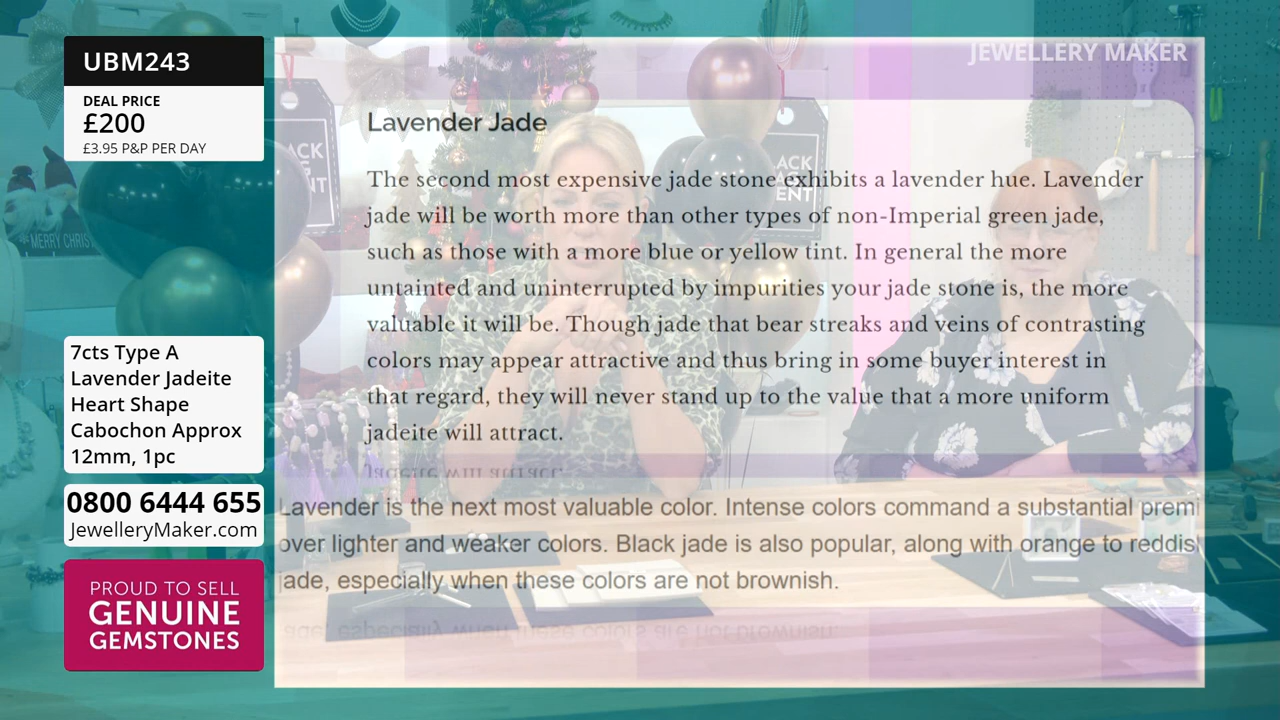 UBM243
DEAL PRICE
£200
£3.95 P&P PER DAY
7cts Type A
Lavender Jadeite
Heart Shape
Cabochon Approx
12mm, 1pc
0800 6444 655
JewelleryMaker.com
PROUD TO SELL
GENUINE
GEMSTONES
JEWELLERY MAKER
Lavender Jade
The second most expensive jade stone exhibits a lavender hue. Lavender
jade will be worth more than other types of non-Imperial green jade,
such as those with a more blue or yellow tint. In general the more
untainted and uninterrupted by impurities your jade stone is, the more
valuable it will be. Though jade that bear streaks and veins of contrasting
colors may appear attractive and thus bring in some buyer interest in
that regard, they will never stand up to the value that a more uniform
jadeite will attract.
Lavender is the next most valuable color. Intense colors command a substantial premi
over lighter and weaker colors. Black jade is also popular, along with orange to reddis
jade, especially when these colors are not brownish.
MERRY CHRIS
ACK
ENT
ACK
ENT